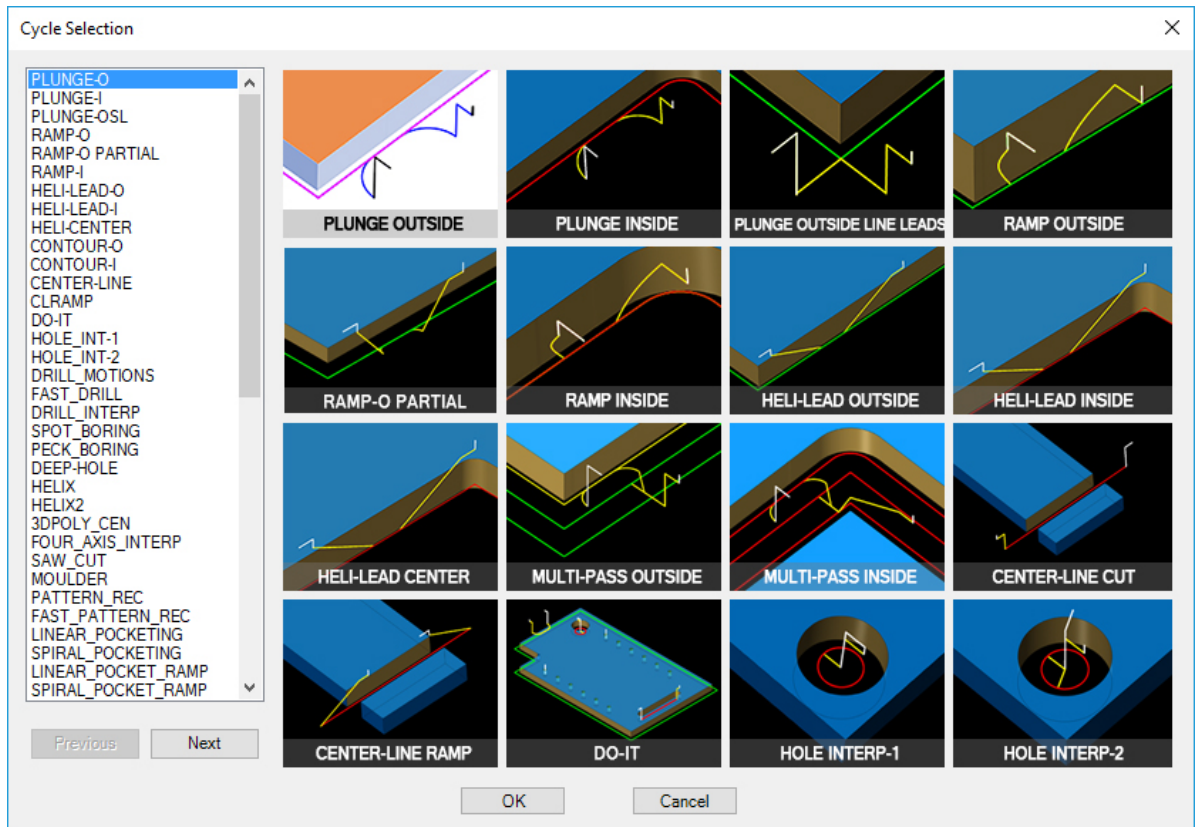 Cycle Selection
PLUNGE-O
PLUNGE-I
PLUNGE-OSL
RAMP-O
RAMP-O PARTIAL
RAMP-I
HELI-LEAD-O
HELI-LEAD-I
HELI-CENTER
CONTOUR-O
CONTOUR-I
CENTER-LINE
CLRAMP
DO-IT
HOLE_INT-1
HOLE_INT-2
DRILL_MOTIONS
FAST_DRILL
DRILL_INTERP
SPOT_BORING
PECK_BORING
DEEP-HOLE
HELIX
HELIX2
3DPOLY_CEN
FOUR_AXIS_INTERP
SAW_CUT
MOULDER
PATTERN_REC
FAST_PATTERN_REC
LINEAR_POCKETING
SPIRAL_POCKETING
LINEAR_POCKET_RAMP
SPIRAL_POCKET_RAMP
Previous
Next
PLUNGE OUTSIDE
PLUNGE INSIDE
PLUNGE OUTSIDE LINE LEADS
RAMP OUTSIDE
RAMP-O PARTIAL
RAMP INSIDE
HELI-LEAD OUTSIDE
HELI-LEAD INSIDE
HELI-LEAD CENTER
MULTI-PASS OUTSIDE
MULTI-PASS INSIDE
CENTER-LINE CUT
CENTER-LINE RAMP
DO-IT
HOLE INTERP-1
HOLE INTERP-2
OK
Cancel